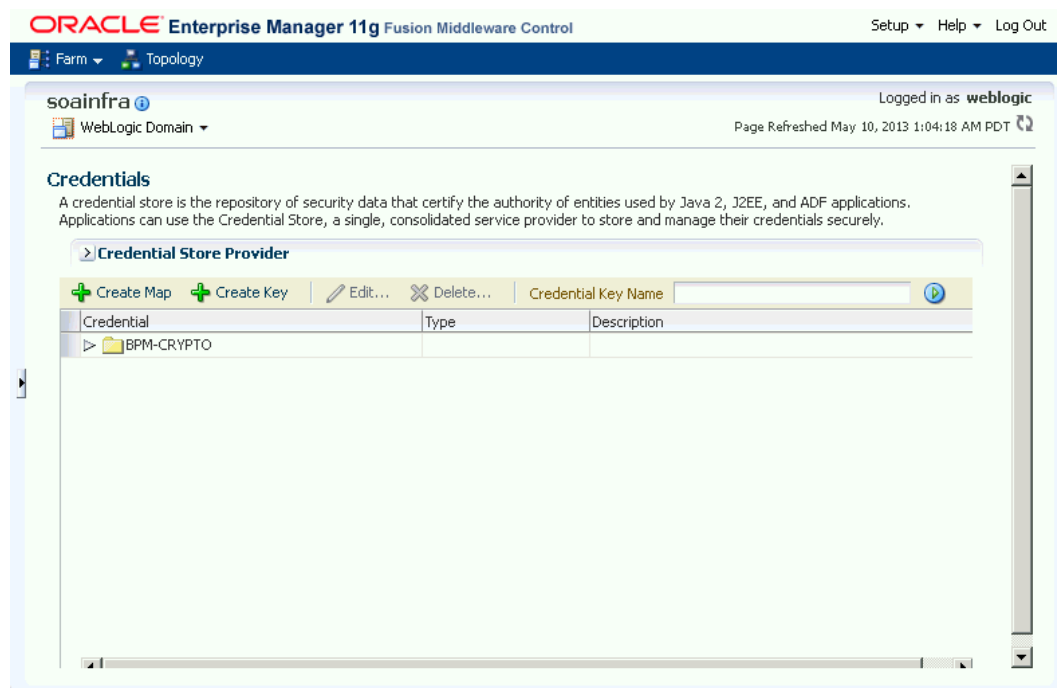 ORACLE Enterprise Manager 11g Fusion Middleware Control Setup Help Log Out
Farm Topology
soainfra Logged in as weblogic
WebLogic Domain Page Refreshed May 10, 2013 1:04:18 AM PDT
Credentials
A credential store is the repository of security data that certify the authority of entities used by Java 2, J2EE, and ADF applications.
Applications can use the Credential Store, a single, consolidated service provider to store and manage their credentials securely.
Credential Store Provider
Create Map Create Key Edit... Delete... Credential Key Name
Credential Type Description
BPM-CRYPTO